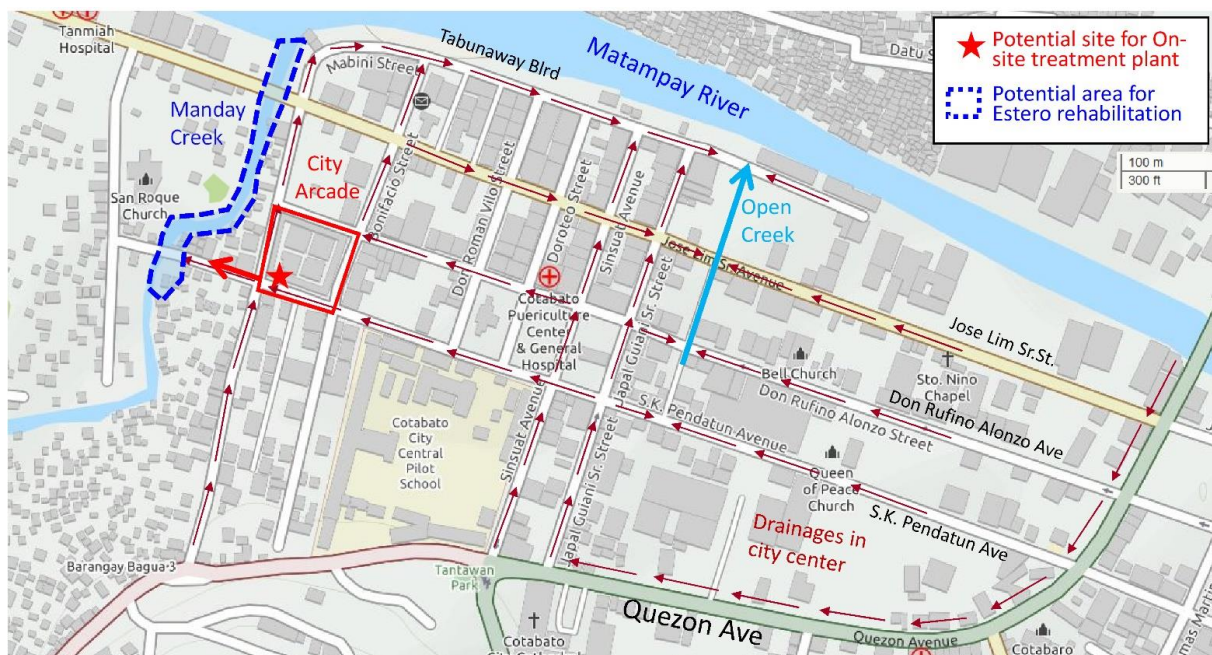 Tanmiah
Hospital
Mabini Street
Tabunaway Blrd
Matampay River
Potential site for On-
site treatment plant
Potential area for
Estero rehabilitation
100 m
300 ft
Manday
Creek
City
Arcade
San Roque
Church
Bonifacio Street
Don Roman Vilo Street
Doroteo Street
Sinsuat Avenue
Open
Creek
Jose Lim Sr. Avenue
Jose Lim Sr.St.
Cotabato
Puericulture
Center
& General
Hospital
Japal Guiani Sr. Street
Bell Church
Sto. Nino
Chapel
Don Rufino Alonzo Ave
Don Rufino Alonzo Street
S.K. Pendatun Avenue
Cotabato
City
Central
Pilot
School
Sinsuat Avenue
Japal Guiani Sr. Street
Queen
of Peace
Church
S.K. Pendatun Ave
Drainages in
city center
Barangay Bagua 3
Tantawan
Park
Quezon Ave
Quezon Avenue
Cotabato
Cotabaro